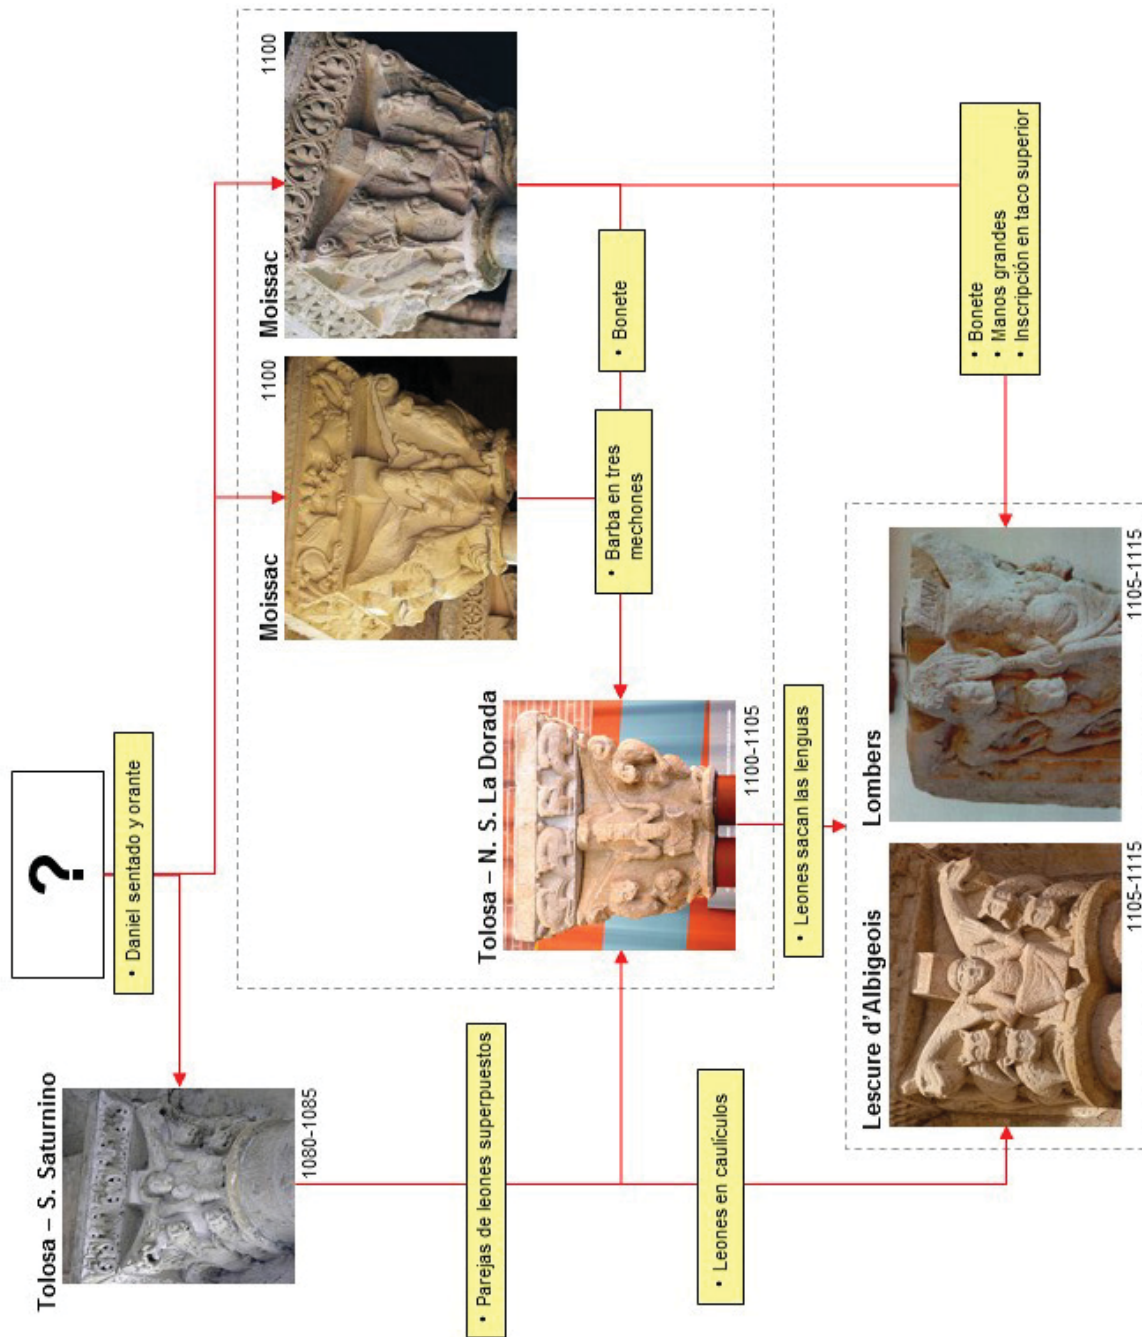 ?
• Daniel sentado y orante
Tolosa – S. Saturnino
1080-1085
Moissac
1100
Moissac
1100
• Parejas de leones superpuestos
• Barba en tres
mechones
• Bonete
Tolosa – N. S. La Dorada
1100-1105
• Leones en caulículos
• Leones sacan las lenguas
• Bonete
• Manos grandes
• Inscripción en taco superior
Lescure d'Albigeois
1105-1115
Lombers
1105-1115